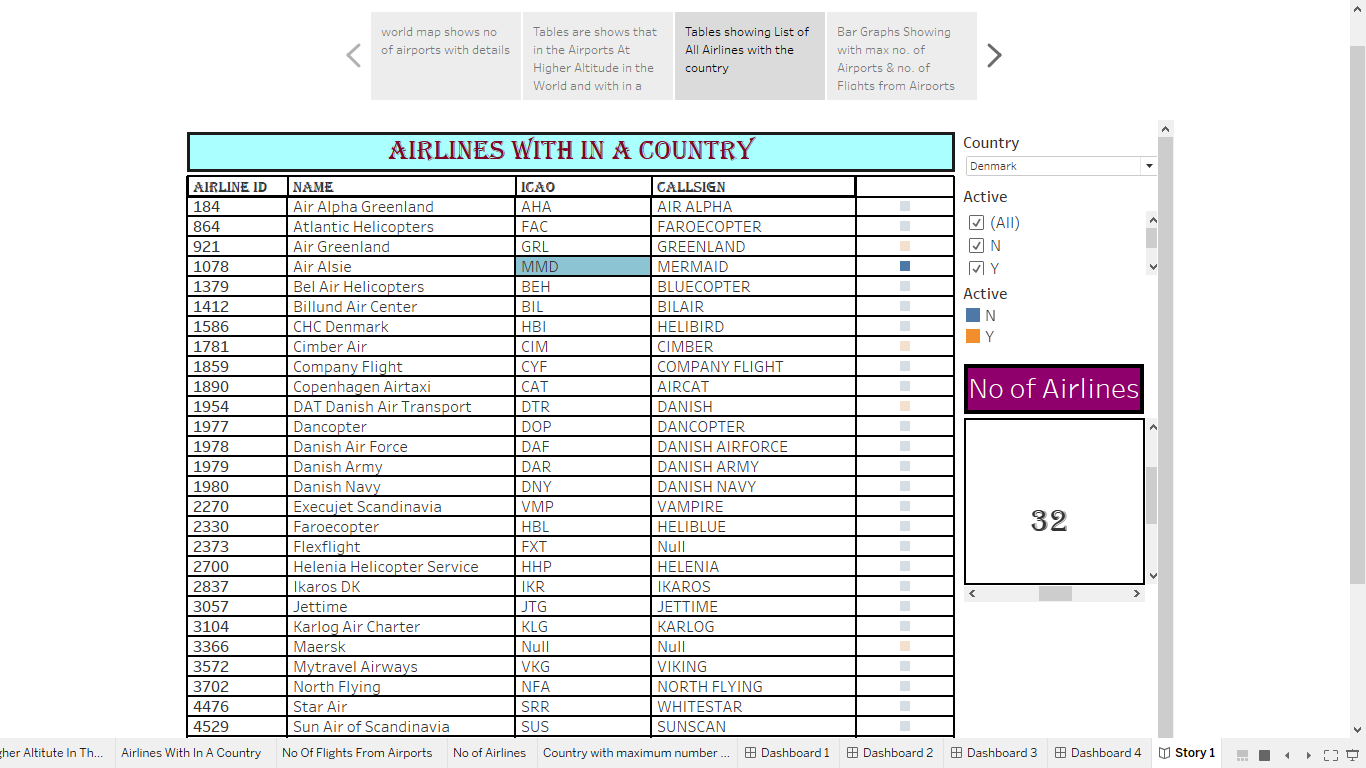 world map shows no
of airports with details
Tables are shows that
in the Airports At
Higher Altitude in the
World and with in a
Tables showing List of
All Airlines with the
country
Bar Graphs Showing
with max no. of
Airports & no. of
Flights from Airports
AIRLINES WITH IN A COUNTRY
AIRLINE ID NAME ICAO CALLSIGN
184 Air Alpha Greenland AHA AIR ALPHA
864 Atlantic Helicopters FAC FAROECOPTER
921 Air Greenland GRL GREENLAND
1078 Air Alsie MMD MERMAID
1379 Bel Air Helicopters BEH BLUECOPTER
1412 Billund Air Center BIL BILAIR
1586 CHC Denmark HBI HELIBIRD
1781 Cimber Air CIM CIMBER
1859 Company Flight CYF COMPANY FLIGHT
1890 Copenhagen Airtaxi CAT AIRCAT
1954 DAT Danish Air Transport DTR DANISH
1977 Dancopter DOP DANCOPTER
1978 Danish Air Force DAF DANISH AIRFORCE
1979 Danish Army DAR DANISH ARMY
1980 Danish Navy DNY DANISH NAVY
2270 Execujet Scandinavia VMP VAMPIRE
2330 Faroecopter HBL HELIBLUE
2373 Flexflight FXT Null
2700 Helenia Helicopter Service HHP HELENIA
2837 Ikaros DK IKR IKAROS
3057 Jettime JTG JETTIME
3104 Karlog Air Charter KLG KARLOG
3366 Maersk Null Null
3572 Mytravel Airways VKG VIKING
3702 North Flying NFA NORTH FLYING
4476 Star Air SRR WHITESTAR
4529 Sun Air of Scandinavia SUS SUNSCAN
Country
Denmark
Active
(All)
N
Y
Active
N
Y
No of Airlines
32
gher Altitute In Th... Airlines With In A Country No Of Flights From Airports No of Airlines Country with maximum number ... Dashboard 1 Dashboard 2 Dashboard 3 Dashboard 4 Story 1